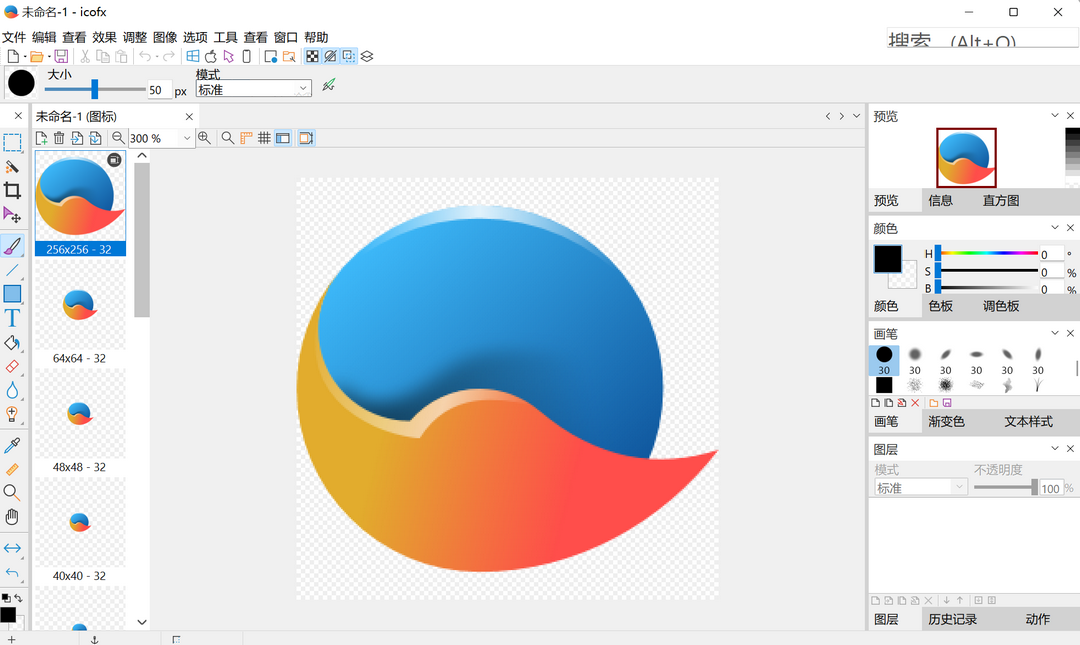 未命名-1 - icofx
文件 编辑 查看 效果 调整 图像 选项 工具 查看 窗口 帮助
搜索 (Alt+Q)
大小
50 px
模式
标准
未命名-1 (图标)
300 %
256x256 - 32
64x64 - 32
48x48 - 32
40x40 - 32
预览
预览 信息 直方图
颜色
H 0 °
S 0 %
B 0 %
颜色 色板 调色板
画笔
30 30 30 30 30 30
画笔 渐变色 文本样式
图层
模式 不透明度
标准 100 %
图层 历史记录 动作